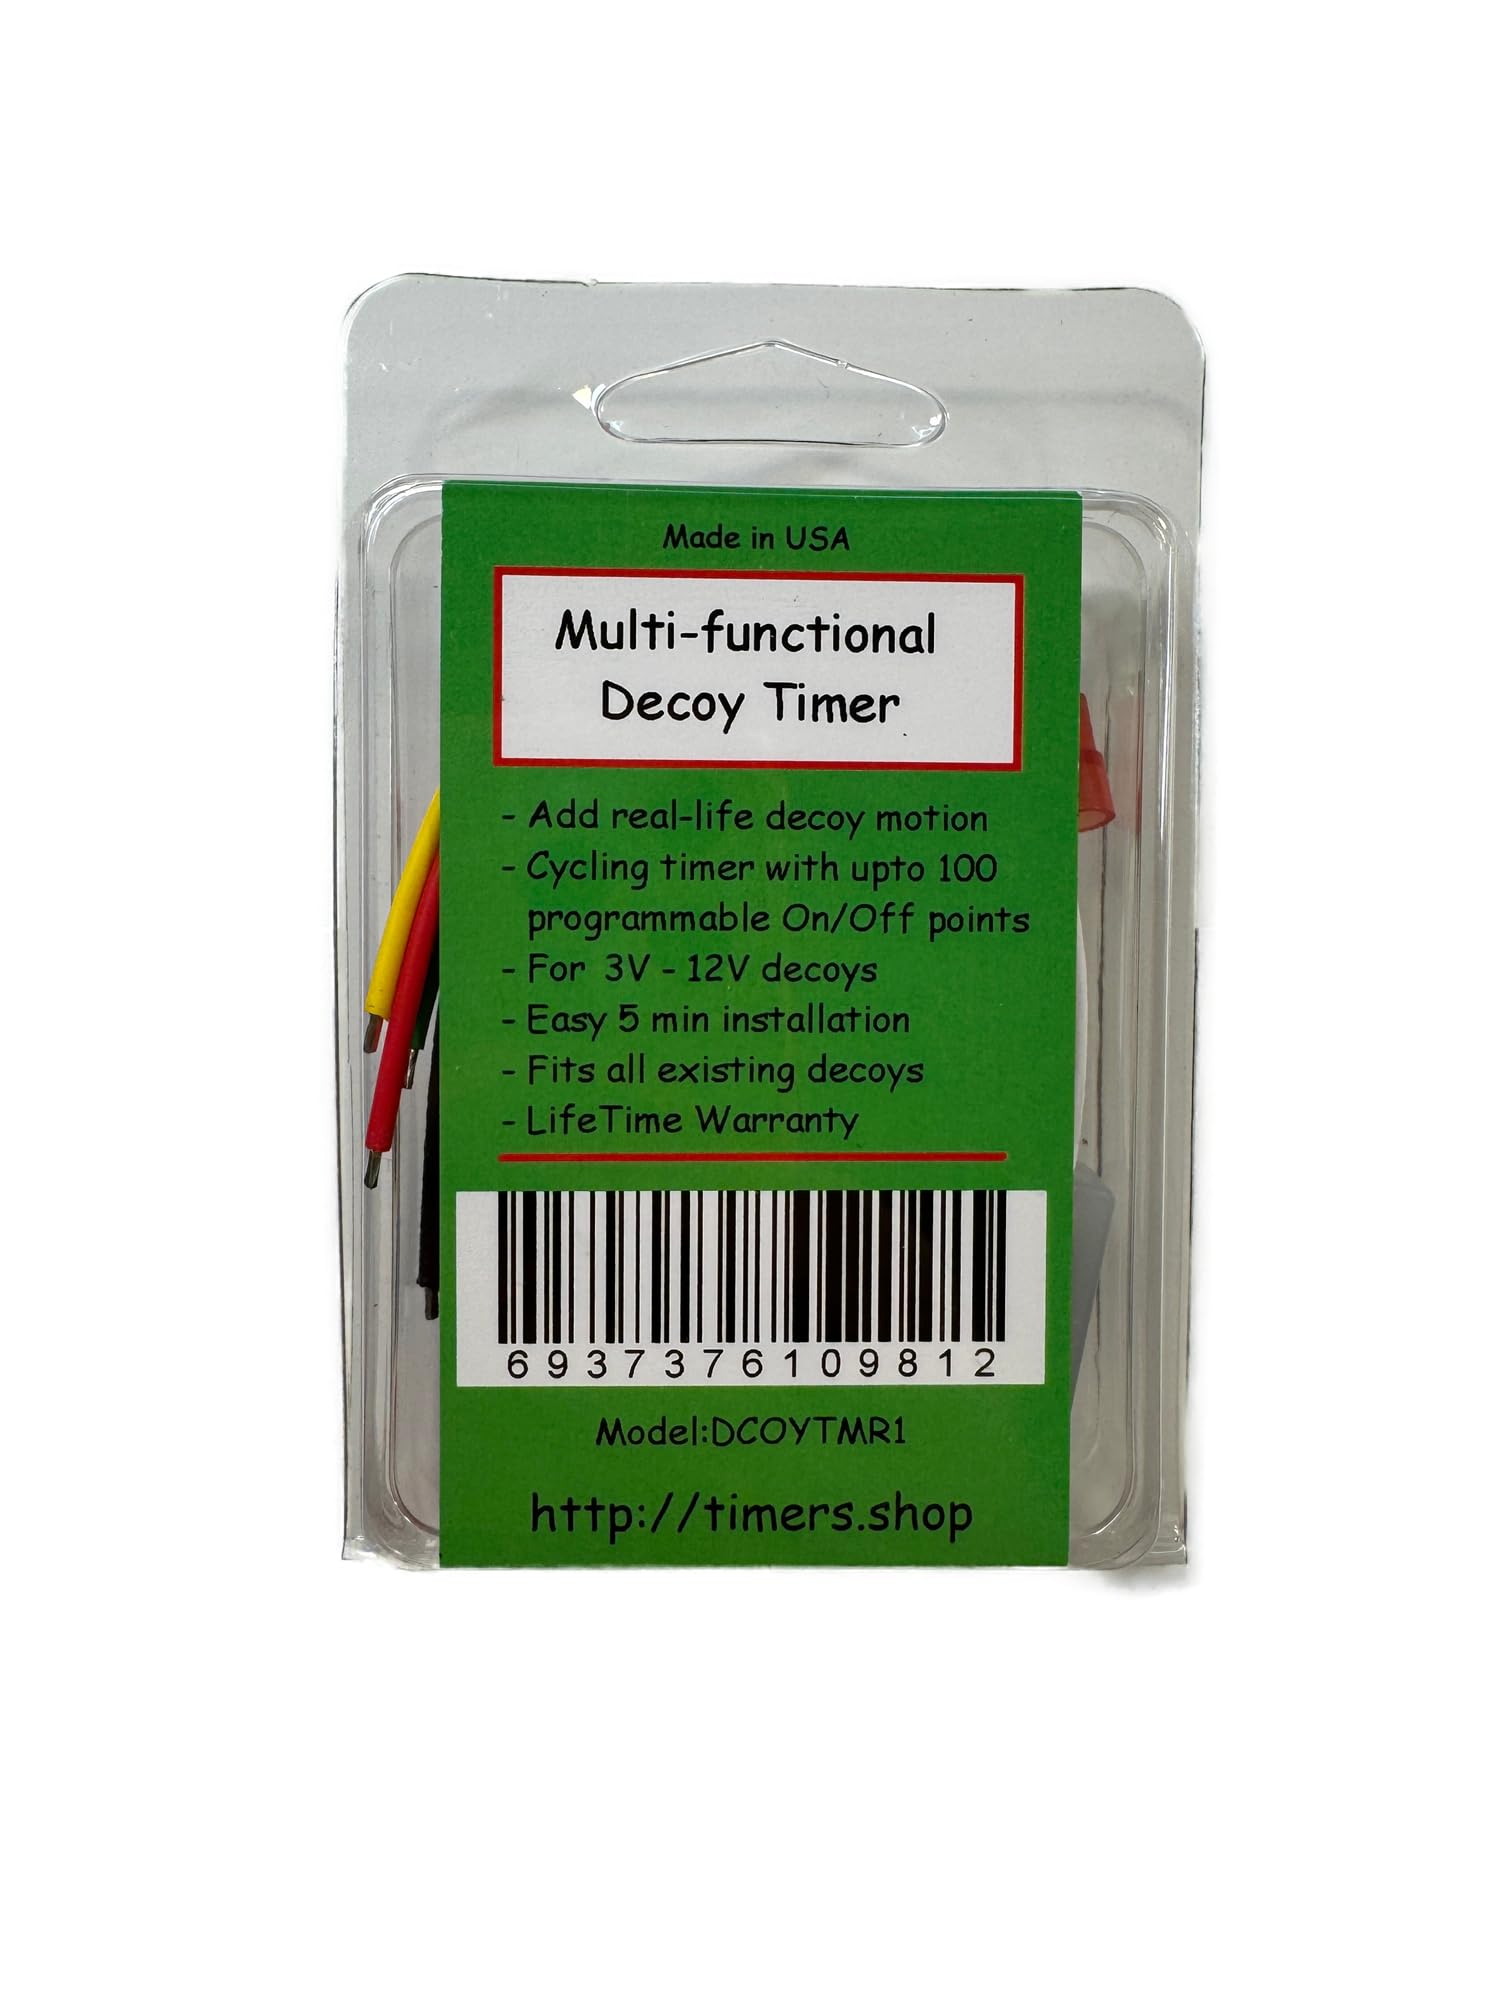 Made in USA
Multi-functional
Decoy Timer
- Add real-life decoy motion
- Cycling timer with upto 100
programmable On/Off points
- For 3V - 12V decoys
- Easy 5 min installation
- Fits all existing decoys
- LifeTime Warranty
6937376109812
Model:DCOYTMR1
http://timers.shop